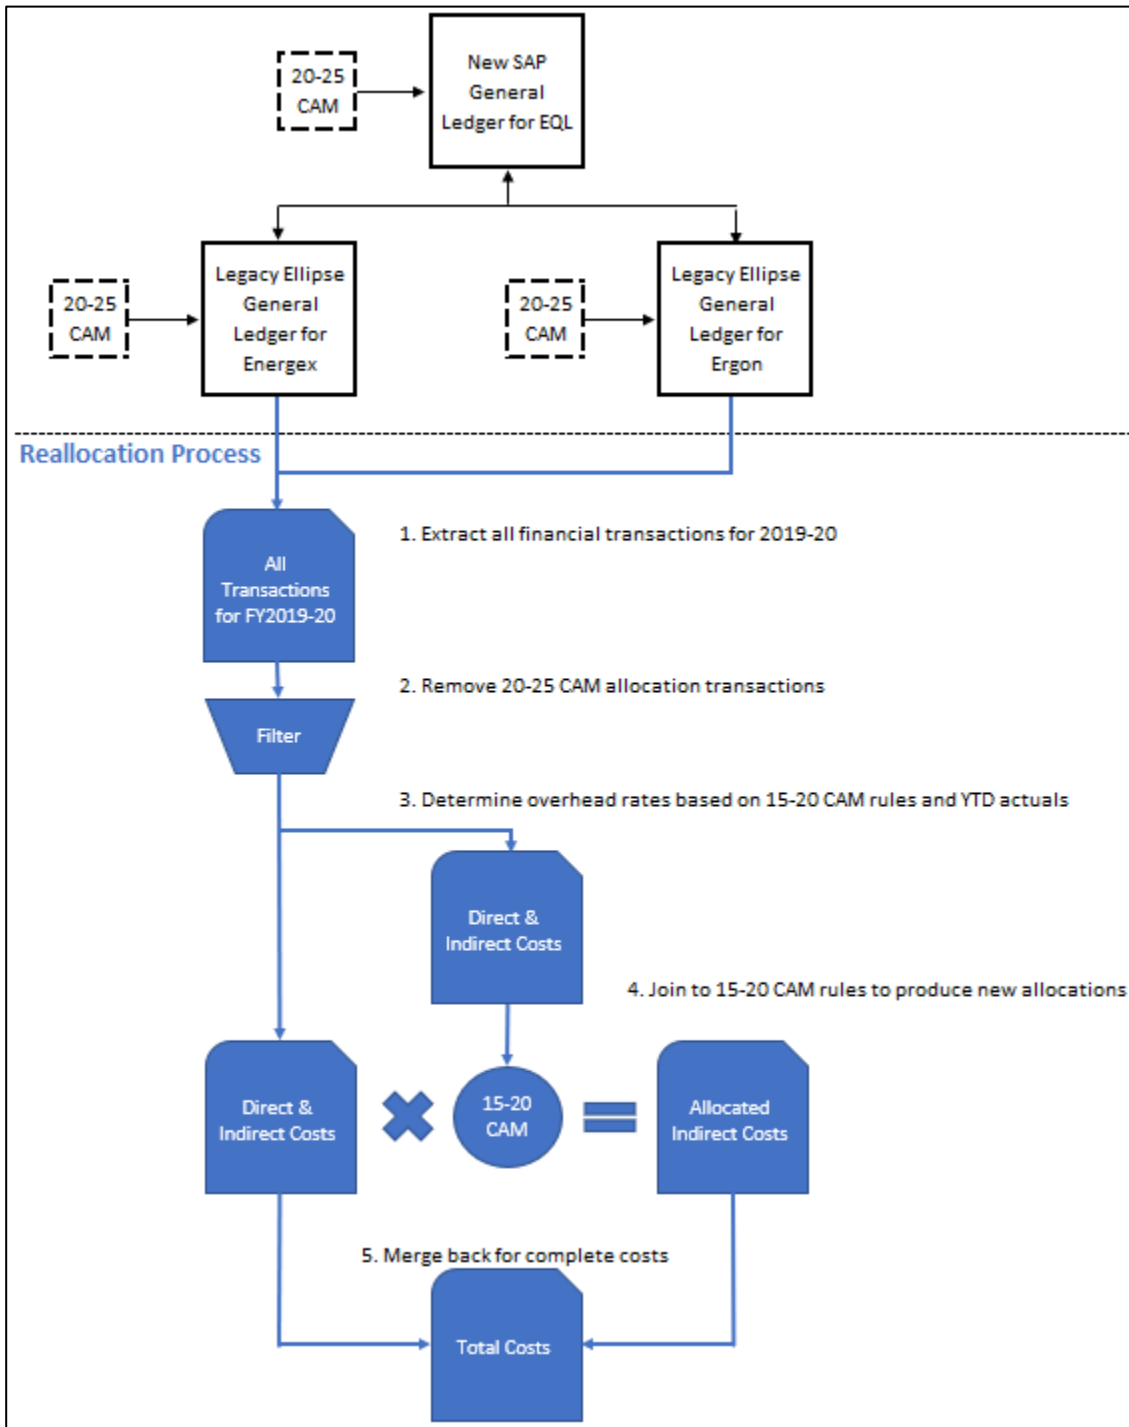 20-25
CAM
New SAP
General
Ledger for EQL
20-25
CAM
Legacy Ellipse
General
Ledger for
Energex
20-25
CAM
Legacy Ellipse
General
Ledger for
Ergon
Reallocation Process
All
Transactions
for FY2019-20
1. Extract all financial transactions for 2019-20
2. Remove 20-25 CAM allocation transactions
Filter
3. Determine overhead rates based on 15-20 CAM rules and YTD actuals
Direct &
Indirect Costs
4. Join to 15-20 CAM rules to produce new allocations
Direct &
Indirect Costs
15-20
CAM
Allocated
Indirect Costs
5. Merge back for complete costs
Total Costs